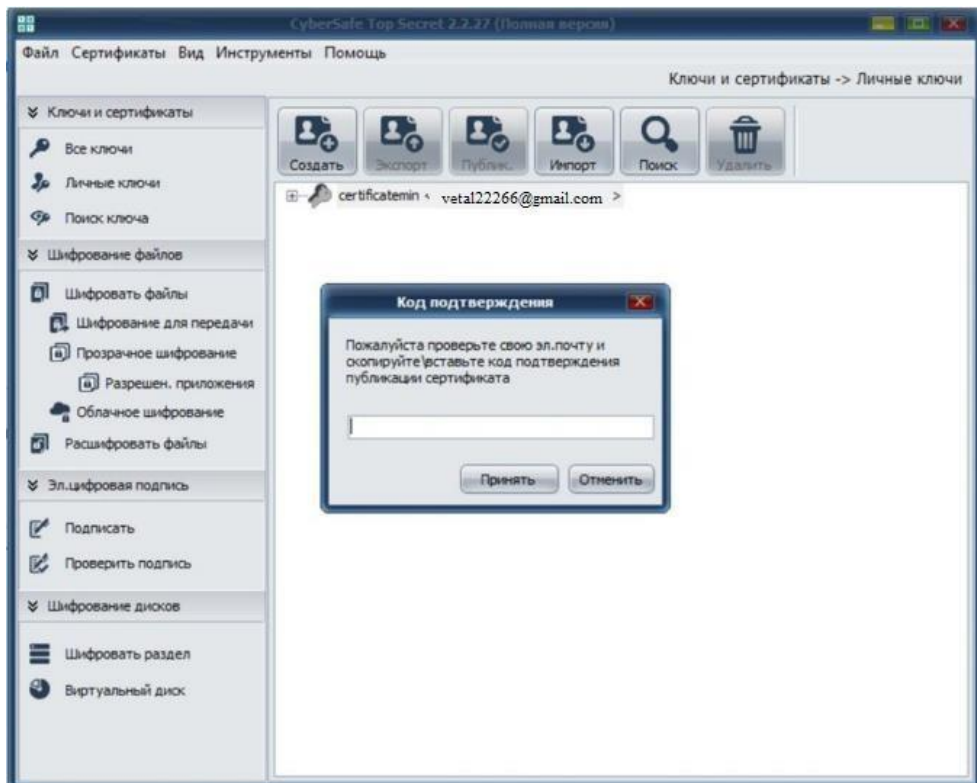 CyberSafe Top Secret 2.2.27 (Полная версия)
Файл Сертификаты Вид Инструменты Помощь
Ключи и сертификаты -> Личные ключи
Ключи и сертификаты
Все ключи
Личные ключи
Поиск ключа
Шифрование файлов
Шифровать файлы
Шифрование для передачи
Прозрачное шифрование
Разрешен. приложения
Облачное шифрование
Расшифровать файлы
Эл.цифровая подпись
Подписать
Проверить подпись
Шифрование дисков
Шифровать раздел
Виртуальный диск
Создать Экспорт Публик. Импорт Поиск Удалить
certificatemin < vetal22266@gmail.com >
Код подтверждения
Пожалуйста проверьте свою эл.почту и
скопируйте\вставьте код подтверждения
публикации сертификата
Принять Отменить